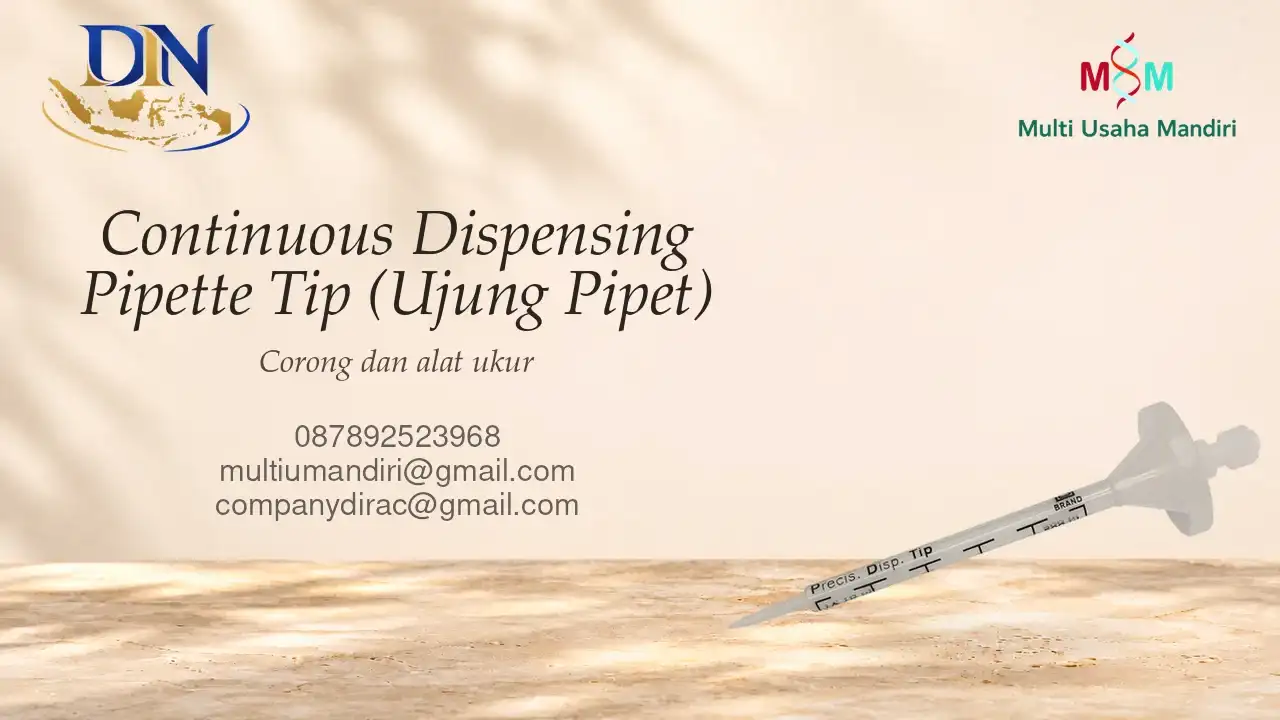 DIN
M M
Multi Usaha Mandiri
Continuous Dispensing
Pipette Tip (Ujung Pipet)
Corong dan alat ukur
087892523968
multiumandiri@gmail.com
companydirac@gmail.com
BRAND
Precis. Disp. Tip